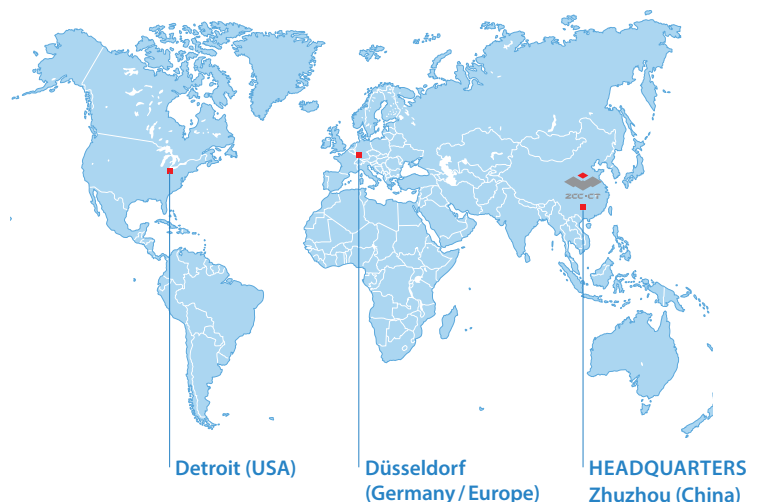 ZCC·CT
Detroit (USA)
Düsseldorf
(Germany / Europe)
HEADQUARTERS
Zhuzhou (China)